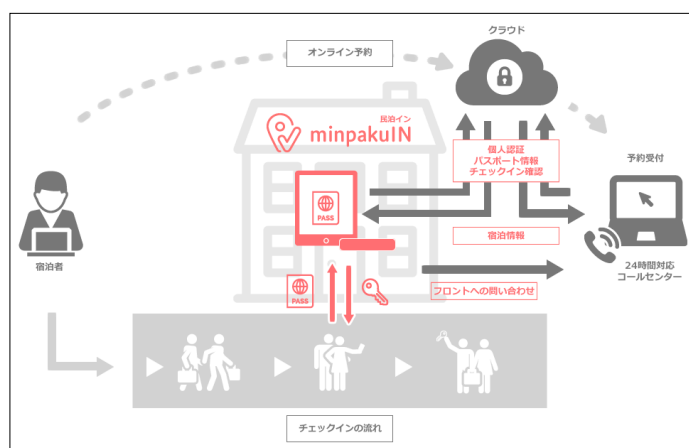 クラウド
オンライン予約
民泊イン
minpakuIN
個人認証
パスポート情報
チェックイン確認
予約受付
PASS
宿泊情報
宿泊者
24時間対応
コールセンター
PASS
フロントへの問い合わせ
チェックインの流れ